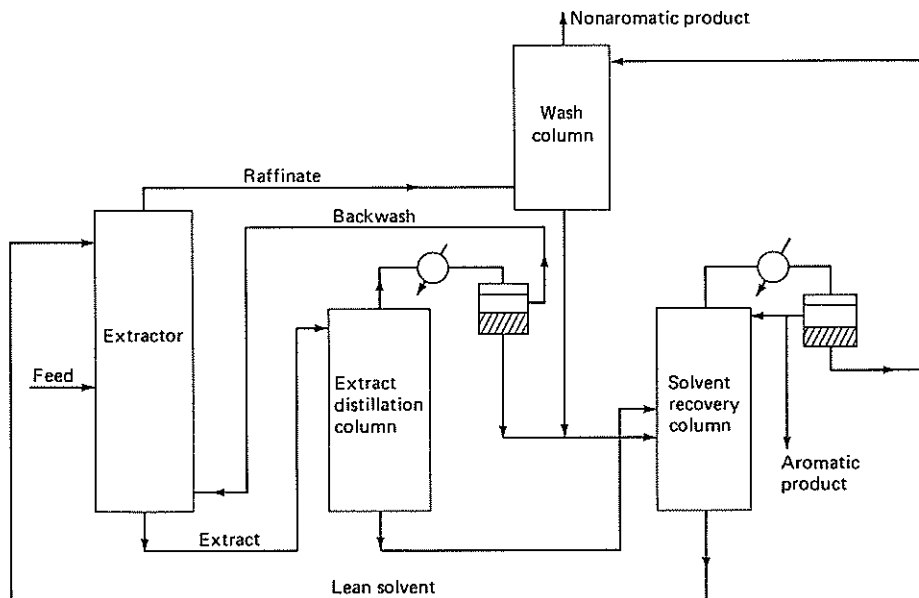 Nonaromatic product
Wash
column
Raffinate
Backwash
Extractor
Feed
Extract
distillation
column
Solvent
recovery
column
Aromatic
product
Extract
Lean solvent